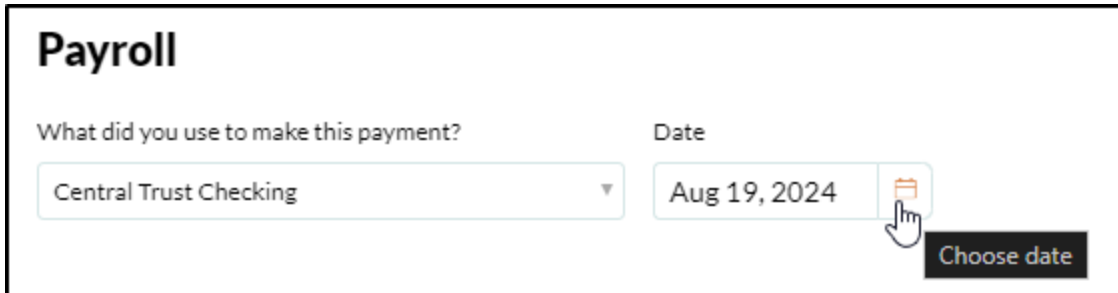 Payroll
What did you use to make this payment?
Date
Central Trust Checking
Aug 19, 2024
Choose date